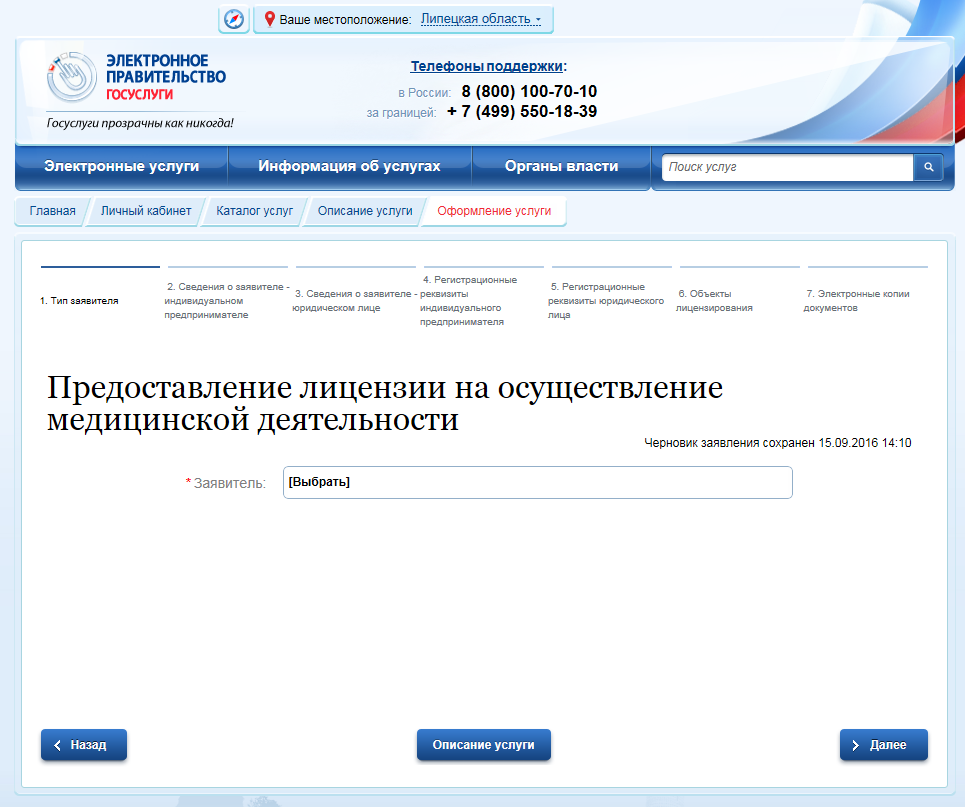 Ваше местоположение: Липецкая область
ЭЛЕКТРОННОЕ
ПРАВИТЕЛЬСТВО
ГОСУСЛУГИ
Госуслуги прозрачны как никогда!
Телефоны поддержки:
в России: 8 (800) 100-70-10
за границей: + 7 (499) 550-18-39
Электронные услуги
Информация об услугах
Органы власти
Поиск услуг
Главная
Личный кабинет
Каталог услуг
Описание услуги
Оформление услуги
1. Тип заявителя
2. Сведения о заявителе -
индивидуальном
предпринимателе
3. Сведения о заявителе -
юридическом лице
4. Регистрационные
реквизиты
индивидуального
предпринимателя
5. Регистрационные
реквизиты юридического
лица
6. Объекты
лицензирования
7. Электронные копии
документов
Предоставление лицензии на осуществление
медицинской деятельности
Черновик заявления сохранен 15.09.2016 14:10
* Заявитель: [Выбрать]
Назад
Описание услуги
Далее